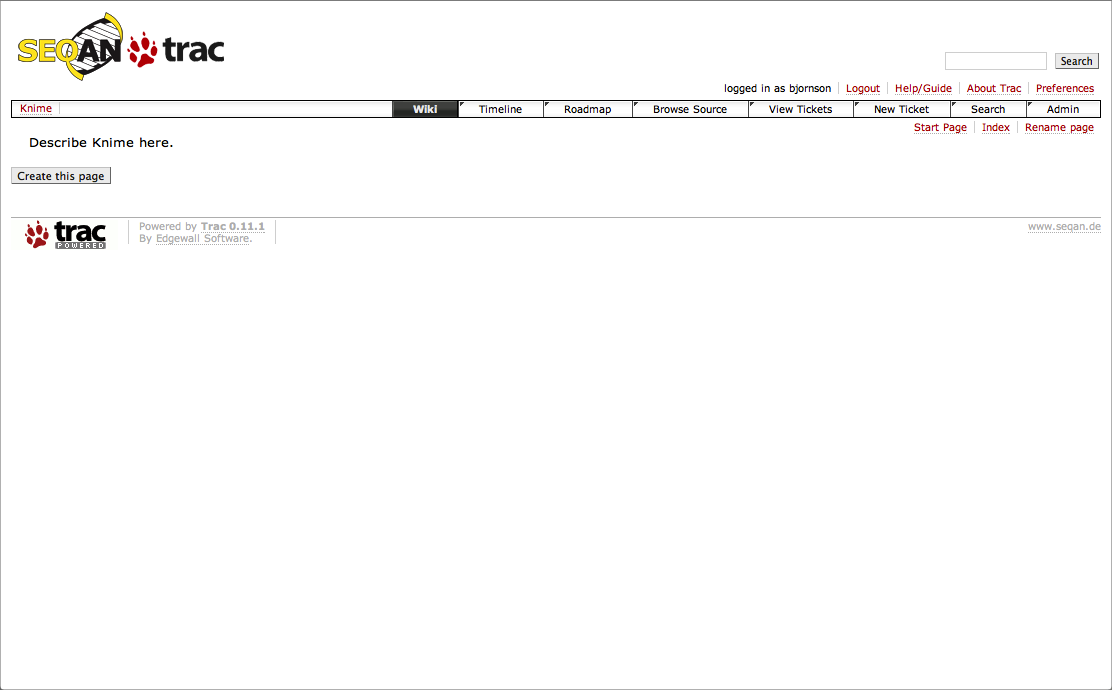 SEQAN trac
Search
logged in as bjornson Logout Help/Guide About Trac Preferences
Knime Wiki Timeline Roadmap Browse Source View Tickets New Ticket Search Admin
Start Page Index Rename page
Describe Knime here.
Create this page
trac POWERED
Powered by Trac 0.11.1
By Edgewall Software.
www.seqan.de